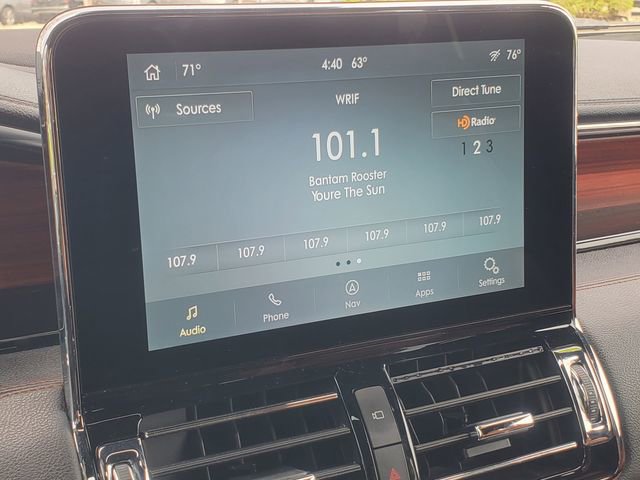 71° 4:40 63° 76°
Sources
WRIF
Direct Tune
HD Radio
101.1
1 2 3
Bantam Rooster
Youre The Sun
107.9 107.9 107.9 107.9 107.9 107.9
Audio Phone Nav Apps Settings